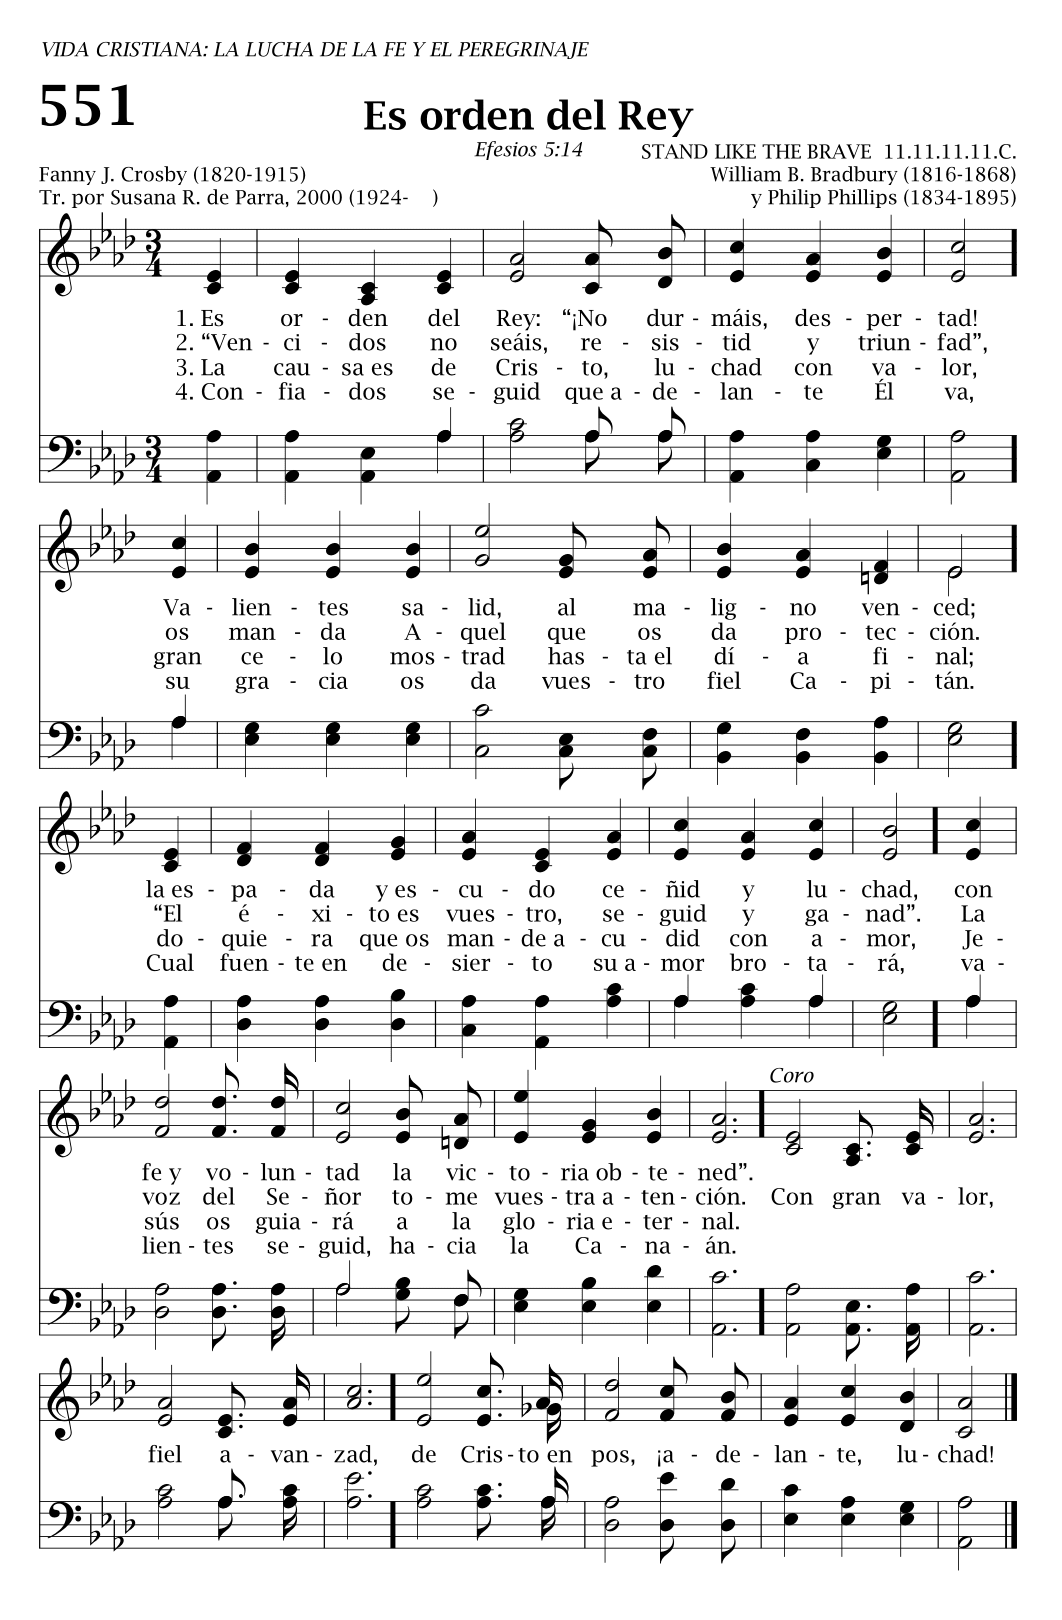 VIDA CRISTIANA: LA LUCHA DE LA FE Y EL PEREGRINAJE
551
Es orden del Rey
Efesios 5:14
STAND LIKE THE BRAVE 11.11.11.11.C.
Fanny J. Crosby (1820-1915)
William B. Bradbury (1816-1868)
Tr. por Susana R. de Parra, 2000 (1924- )
y Philip Phillips (1834-1895)
3
4
1. Es or - den del Rey: “¡No dur - máis, des - per - tad!
2. “Ven - ci - dos no seáis, re - sis - tid y triun - fad”,
3. La cau - sa es de Cris - to, lu - chad con va - lor,
4. Con - fia - dos se - guid que a - de - lan - te Él va,
3
4
Va - lien - tes sa - lid, al ma - lig - no ven - ced;
os man - da A - quel que os da pro - tec - ción.
gran ce - lo mos - trad has - ta el dí - a fi - nal;
su gra - cia os da vues - tro fiel Ca - pi - tán.
la es - pa - da y es - cu - do ce - ñid y lu - chad, con
“El é - xi - to es vues - tro, se - guid y ga - nad”. La
do - quie - ra que os man - de a - cu - did con a - mor, Je -
Cual fuen - te en de - sier - to su a - mor bro - ta - rá, va -
Coro
fe y vo - lun - tad la vic - to - ria ob - te - ned”.
voz del Se - ñor to - me vues - tra a - ten - ción. Con gran va - lor,
sús os guia - rá a la glo - ria e - ter - nal.
lien - tes se - guid, ha - cia la Ca - na - án.
fiel a - van - zad, de Cris - to en pos, ¡a - de - lan - te, lu - chad!